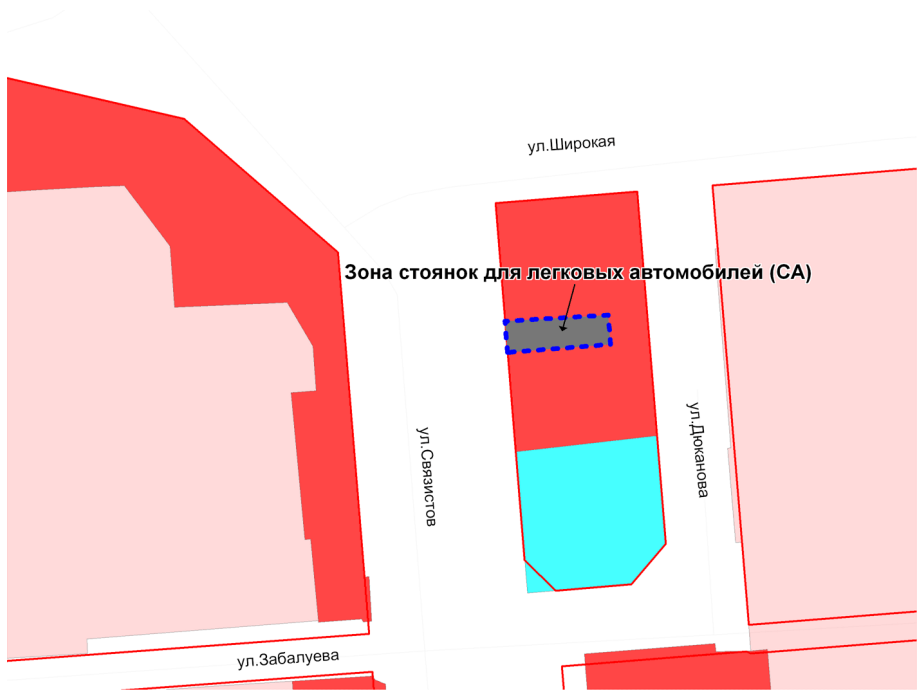 ул.Широкая
Зона стоянок для легковых автомобилей (СА)
ул.Связистов
ул.Дюканова
ул.Забалуева